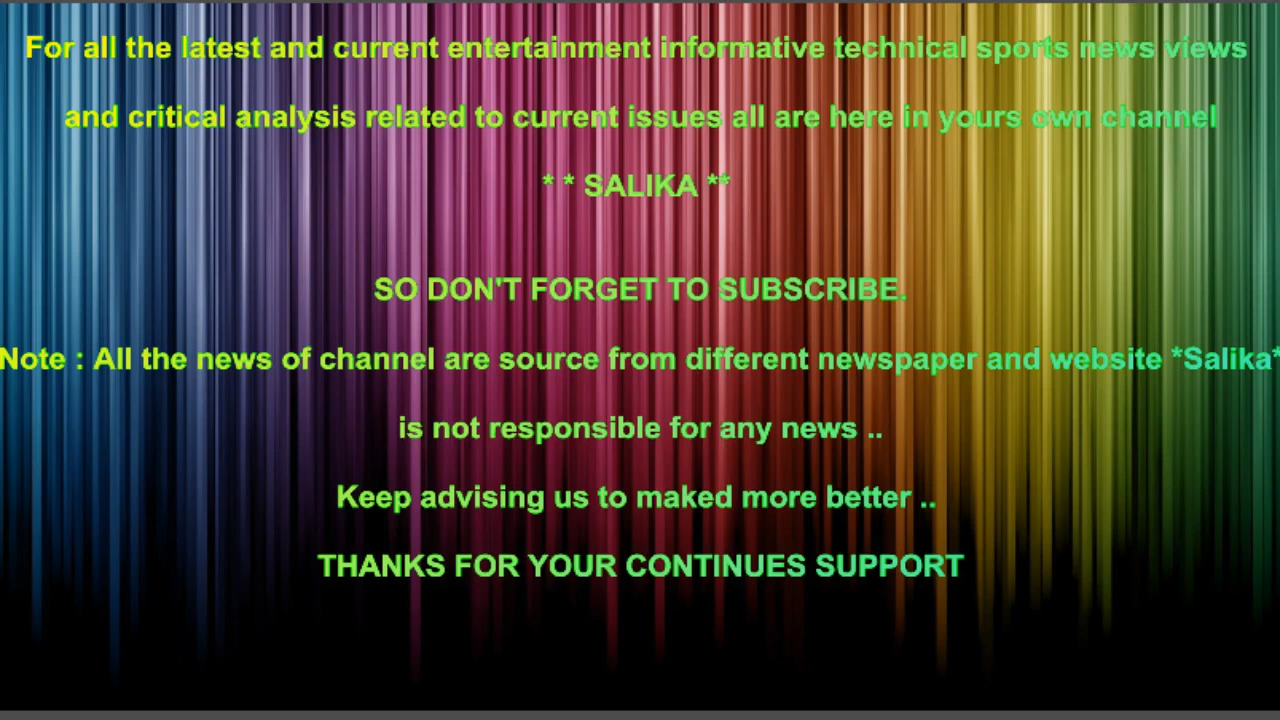 For all the latest and current entertainment informative technical sports news views
and critical analysis related to current issues all are here in yours own channel
* * SALIKA **
SO DON'T FORGET TO SUBSCRIBE.
Note : All the news of channel are source from different newspaper and website *Salika*
is not responsible for any news ..
Keep advising us to maked more better ..
THANKS FOR YOUR CONTINUES SUPPORT